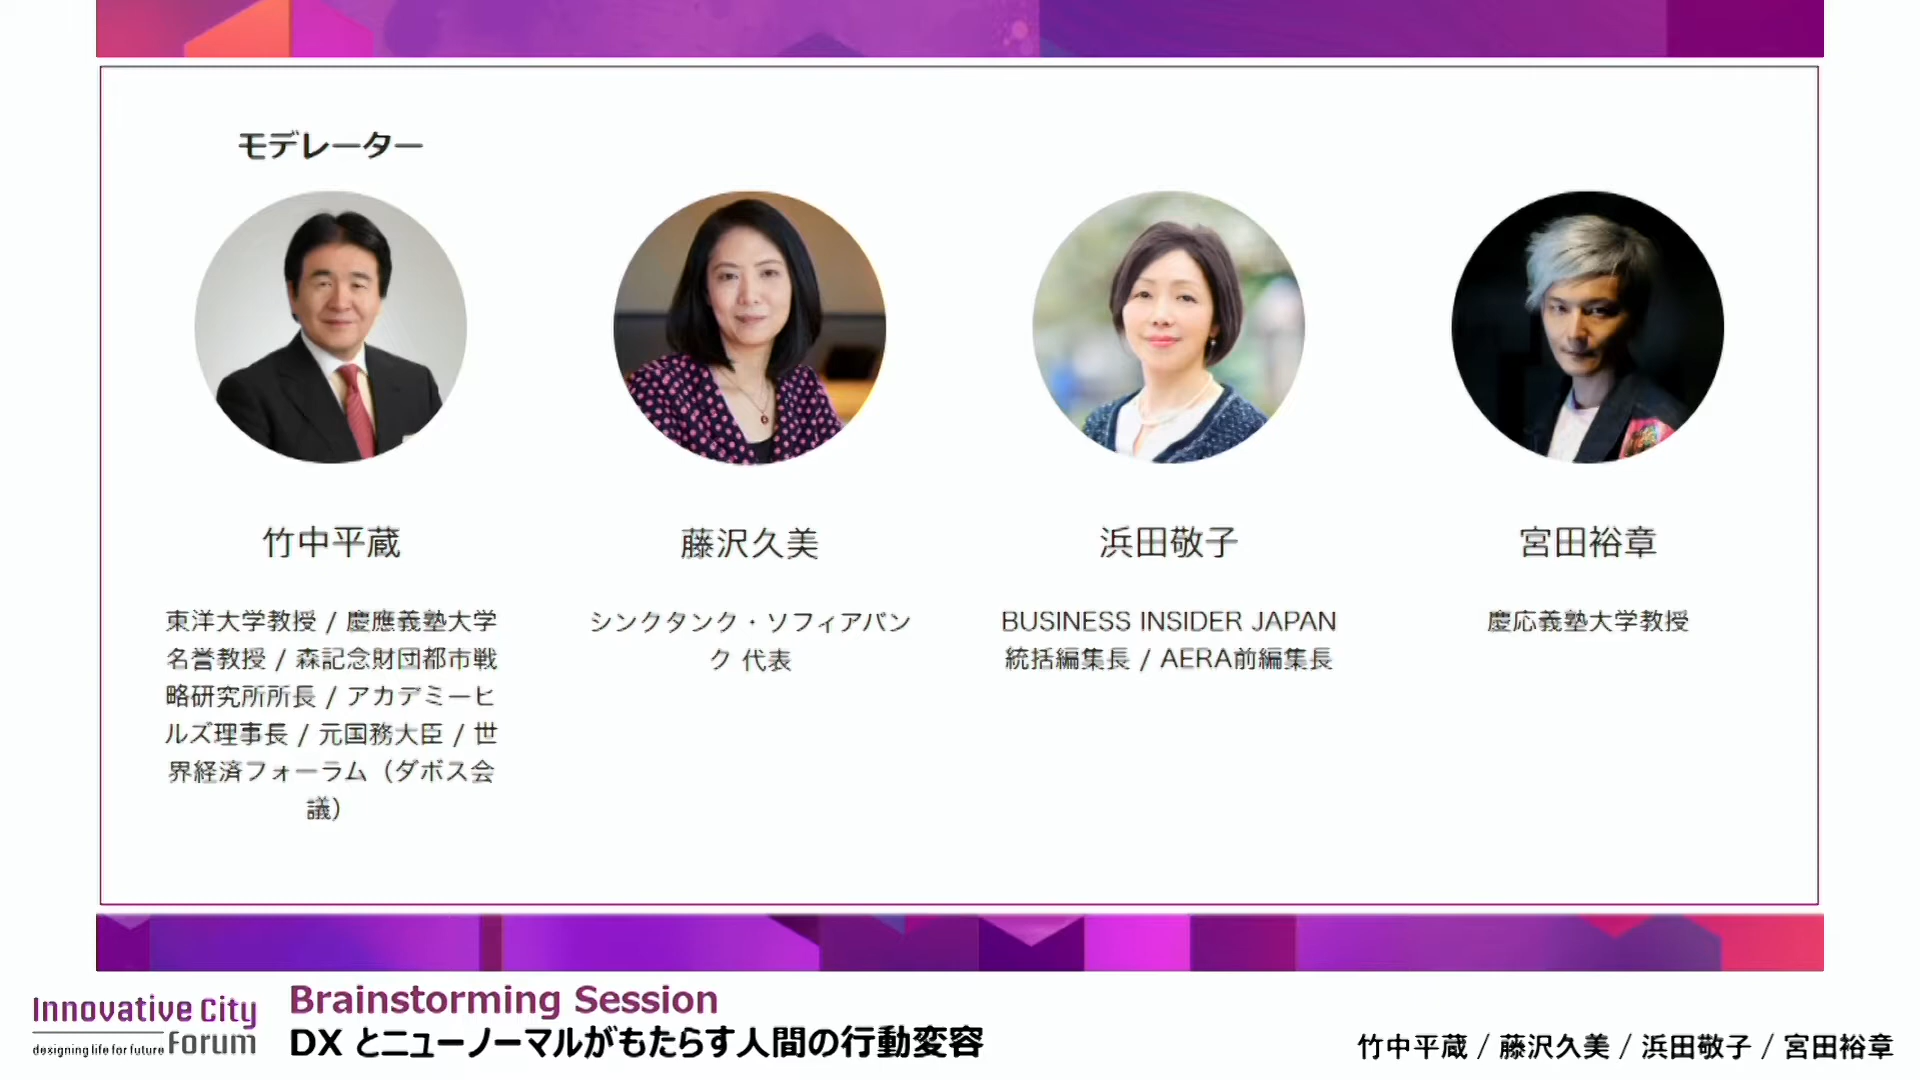 モデレーター
竹中平蔵
東洋大学教授 / 慶應義塾大学
名誉教授 / 森記念財団都市戦
略研究所所長 / アカデミーヒ
ルズ理事長 / 元国務大臣 / 世
界経済フォーラム（ダボス会
議）
藤沢久美
シンクタンク・ソフィアバン
ク 代表
浜田敬子
BUSINESS INSIDER JAPAN
統括編集長 / AERA前編集長
宮田裕章
慶応義塾大学教授
Innovative City
designing life for future Forum
Brainstorming Session
DX とニューノーマルがもたらす人間の行動変容
竹中平蔵 / 藤沢久美 / 浜田敬子 / 宮田裕章